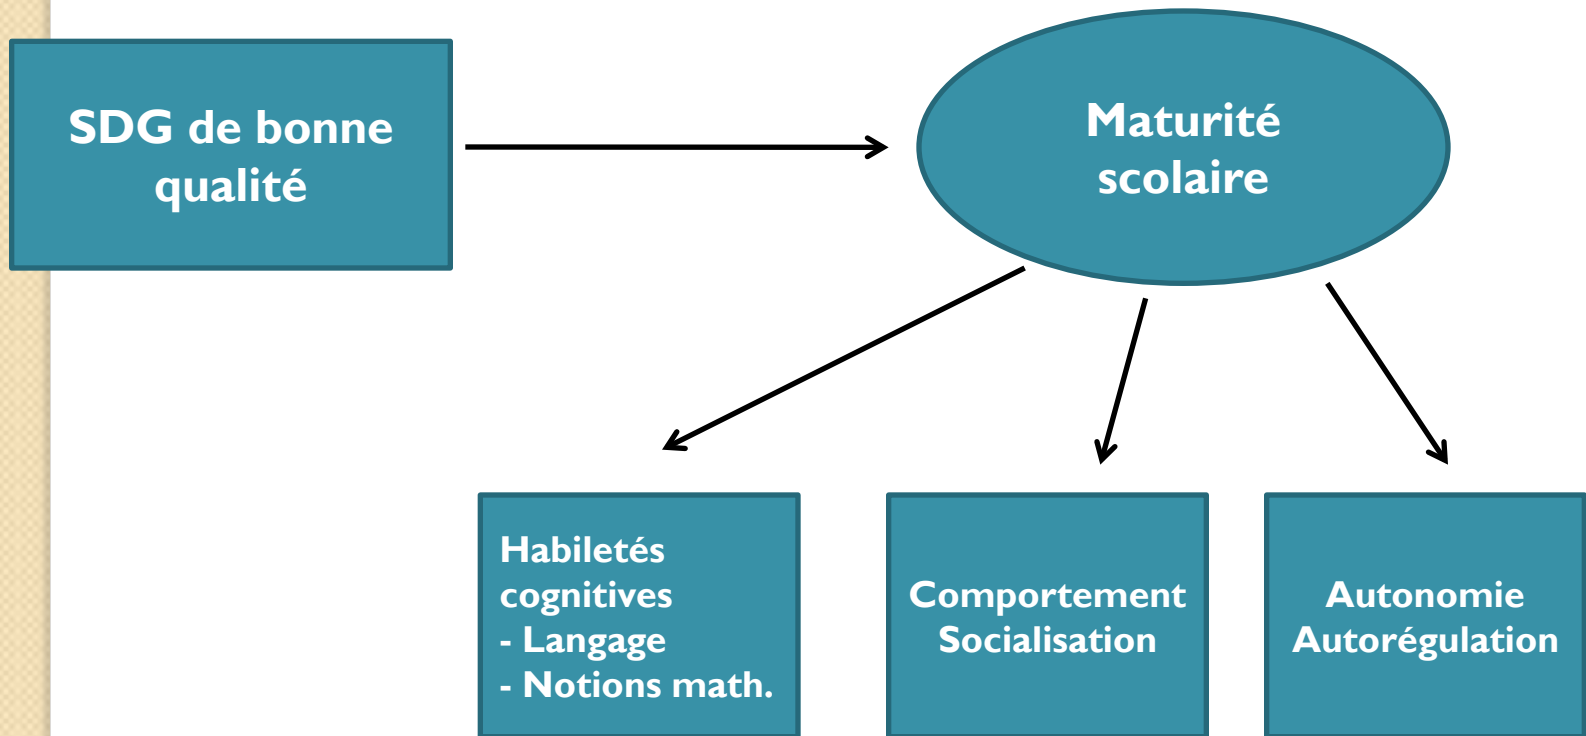 SDG de bonne
qualité
Maturité
scolaire
Habiletés
cognitives
- Langage
- Notions math.
Comportement
Socialisation
Autonomie
Autorégulation